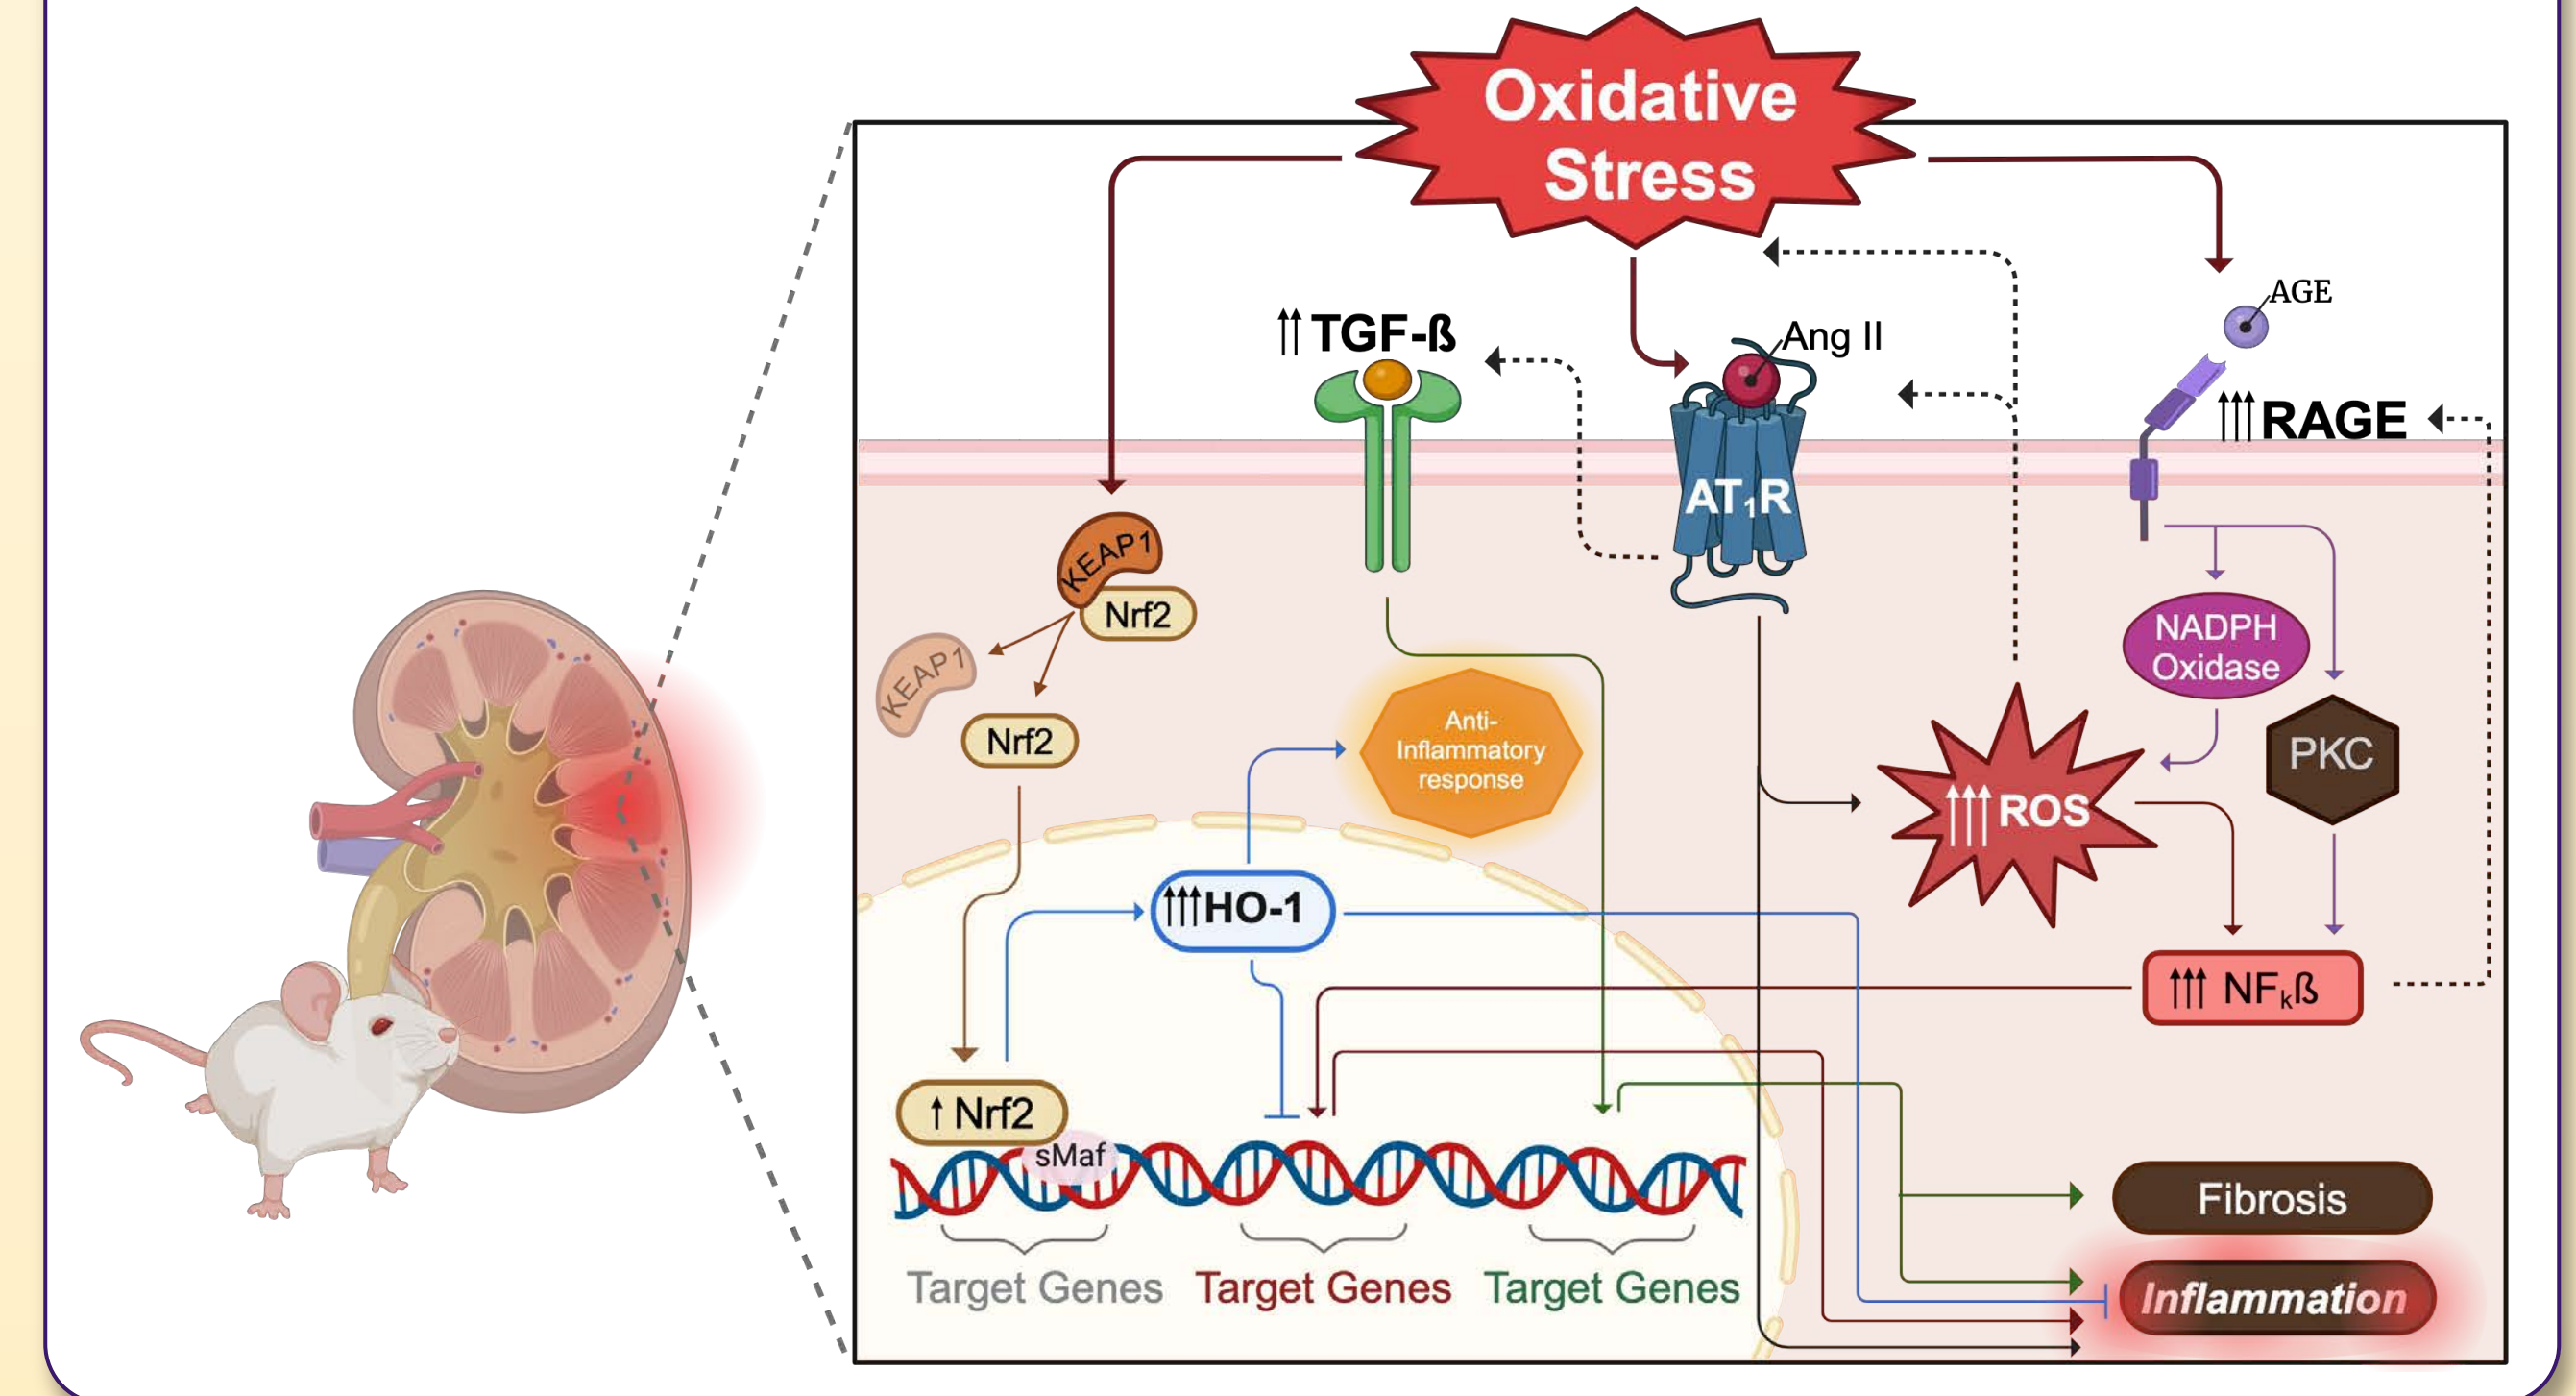 Oxidative
Stress
AGE
↑↑ TGF-ß
Ang II
↑↑↑ RAGE
AT₁R
KEAP1
Nrf2
KEAP1
NADPH
Oxidase
Nrf2
Anti-
Inflammatory
response
PKC
↑↑↑ ROS
↑↑↑HO-1
↑↑↑ NFₖß
↑ Nrf2
sMaf
Fibrosis
Target Genes
Target Genes
Target Genes
Inflammation